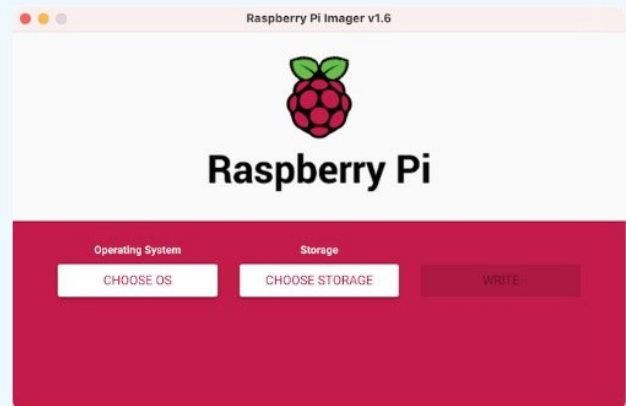 Raspberry Pi Imager v1.6
Raspberry Pi
Operating System
Storage
CHOOSE OS
CHOOSE STORAGE
WRITE